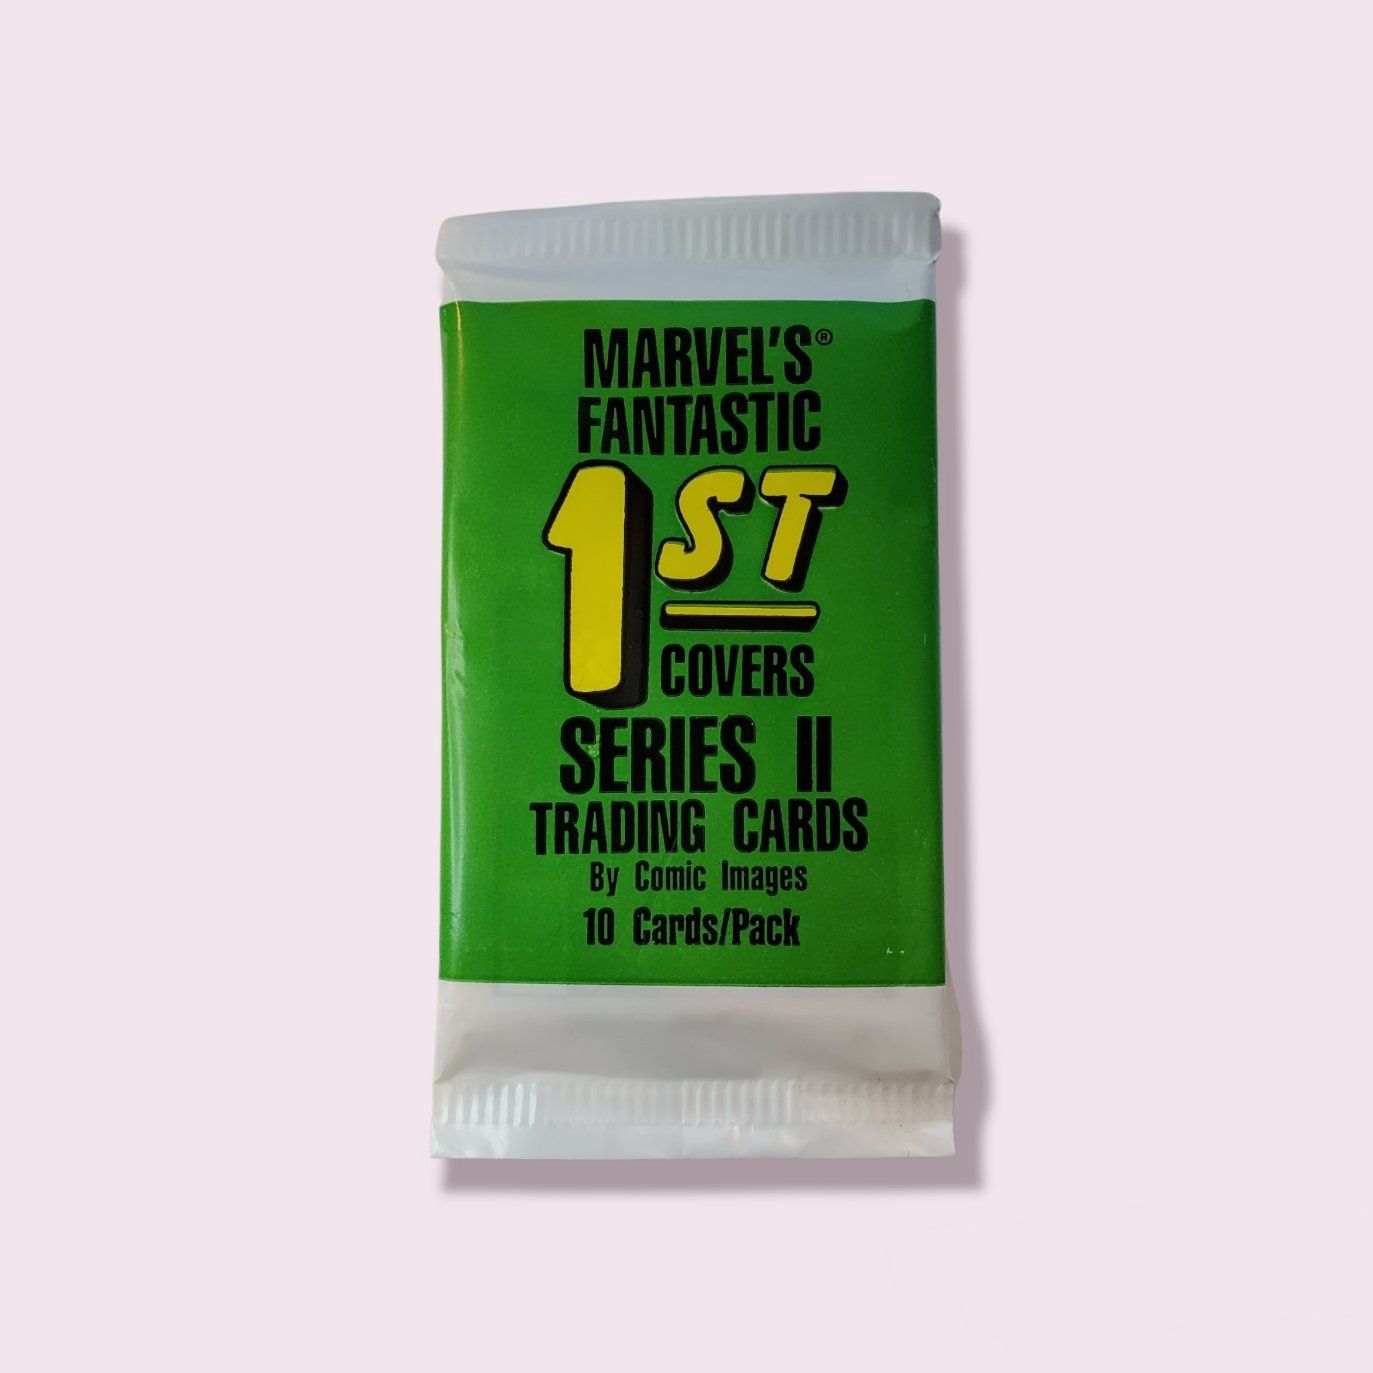 MARVEL'S®
FANTASTIC
1ST
COVERS
SERIES II
TRADING CARDS
By Comic Images
10 Cards/Pack